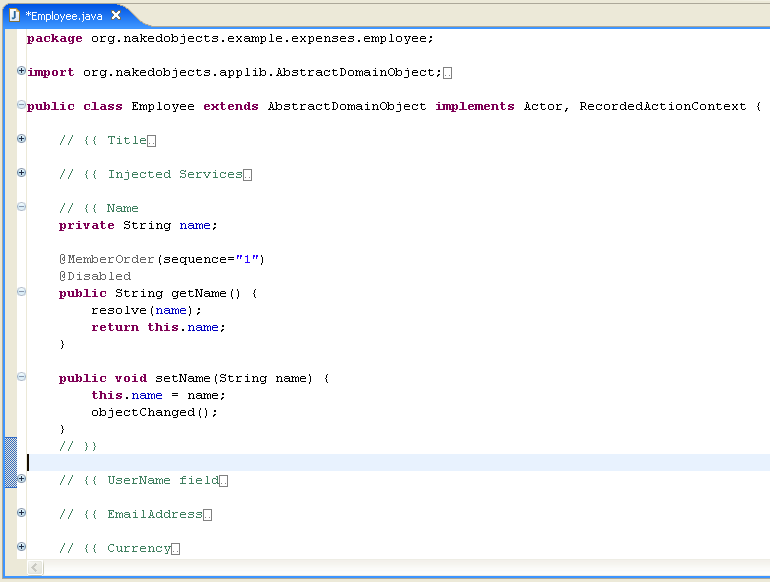 *Employee.java
package org.nakedobjects.example.expenses.employee;
import org.nakedobjects.applib.AbstractDomainObject;
public class Employee extends AbstractDomainObject implements Actor, RecordedActionContext {
// {{ Title
// {{ Injected Services
// {{ Name
private String name;
@MemberOrder(sequence="1")
@Disabled
public String getName() {
resolve(name);
return this.name;
}
public void setName(String name) {
this.name = name;
objectChanged();
}
// }}
// {{ UserName field
// {{ EmailAddress
// {{ Currency